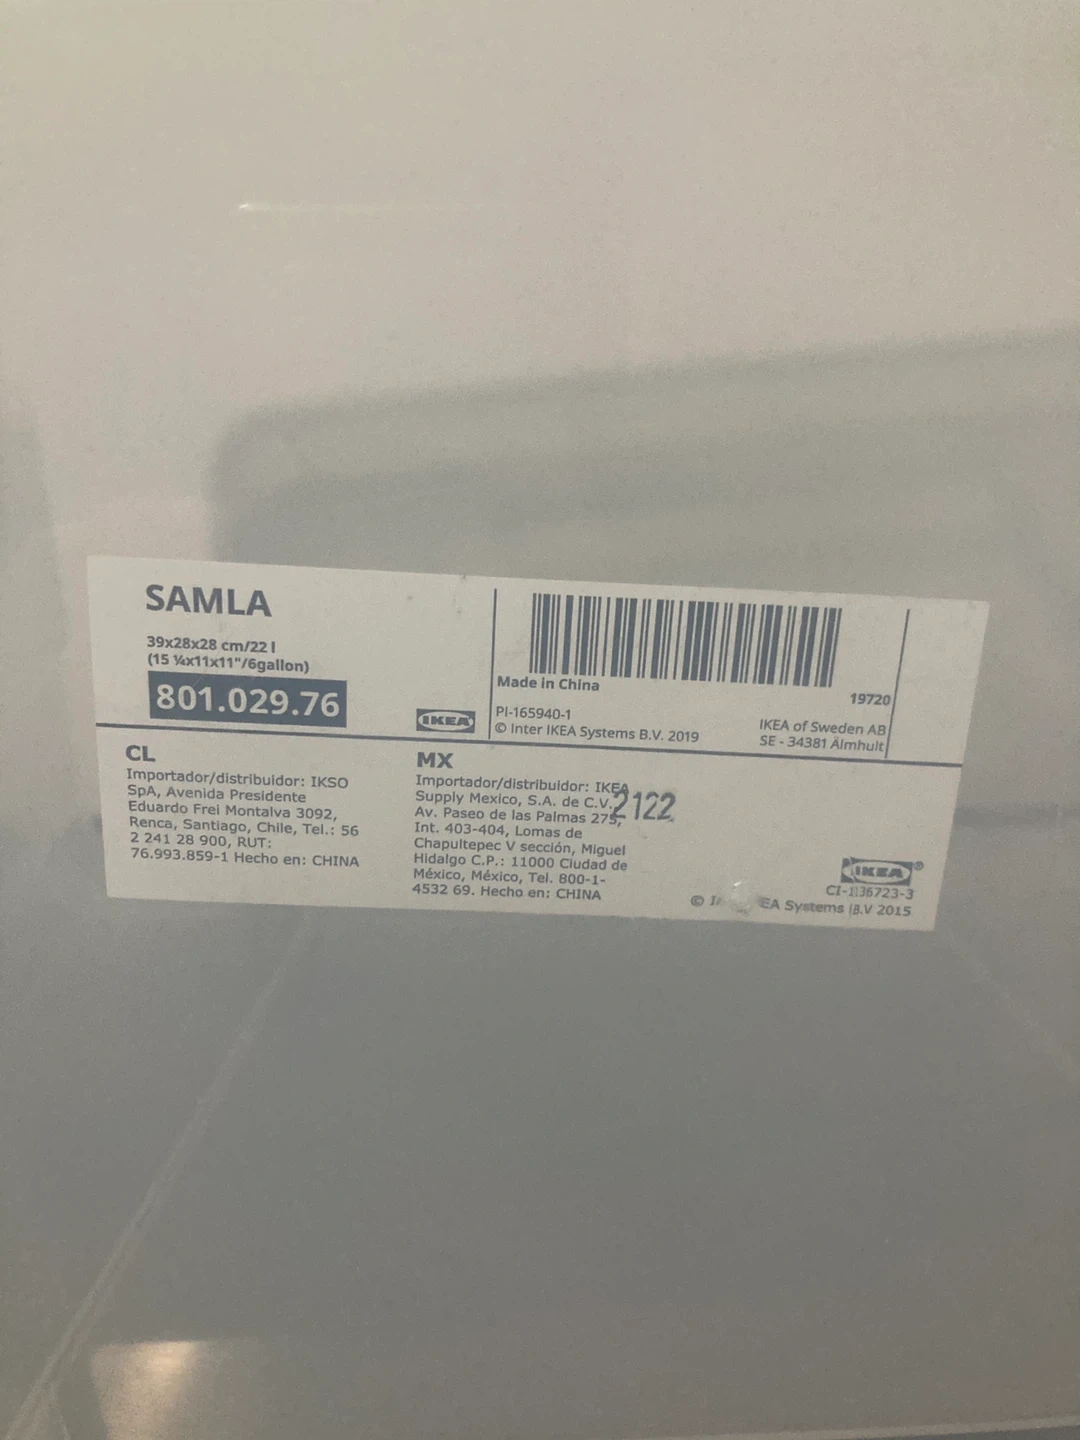 SAMLA
39x28x28 cm/22 l
(15 ¼x11x11"/6gallon)
801.029.76
IKEA
Made in China
19720
PI-165940-1
© Inter IKEA Systems B.V. 2019
IKEA of Sweden AB
SE - 34381 Älmhult
CL
Importador/distribuidor: IKSO
SpA, Avenida Presidente
Eduardo Frei Montalva 3092,
Renca, Santiago, Chile, Tel.: 56
2 241 28 900, RUT:
76.993.859-1 Hecho en: CHINA
MX
Importador/distribuidor: IKEA
Supply Mexico, S.A. de C.V.
Av. Paseo de las Palmas 275,
Int. 403-404, Lomas de
Chapultepec V sección, Miguel
Hidalgo C.P.: 11000 Ciudad de
México, México, Tel. 800-1-
4532 69. Hecho en: CHINA
2122
IKEA®
CI-1136723-3
© EA Systems B.V 2015